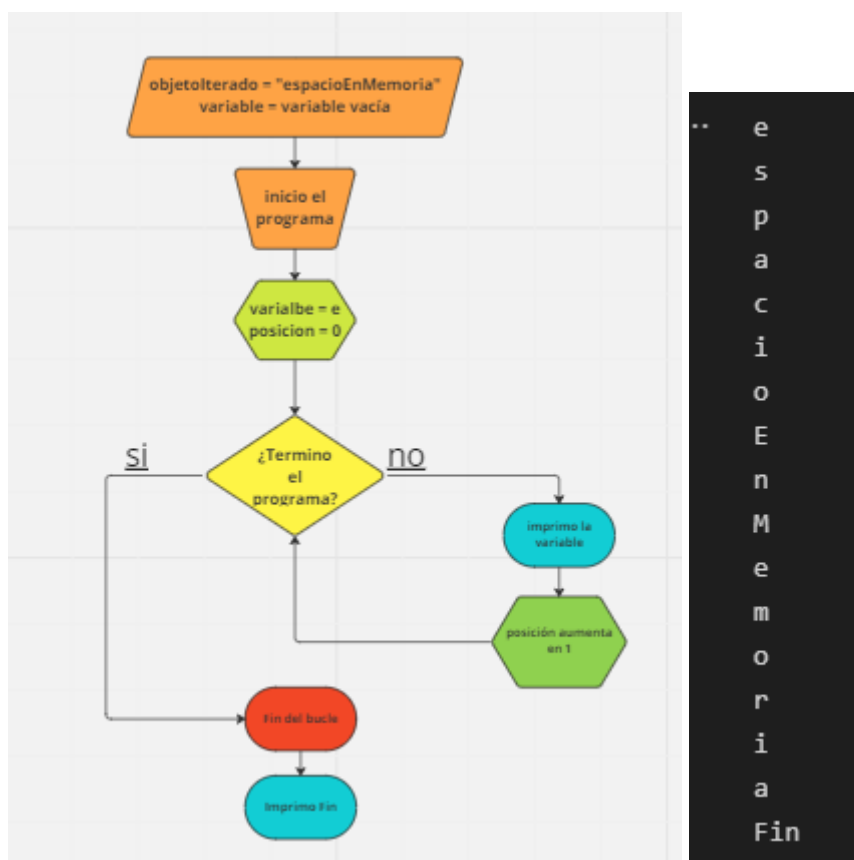 objetoIterado = "espacioEnMemoria"
variable = variable vacía
inicio el
programa
varialbe = e
posicion = 0
si
¿Termino
el
programa?
no
imprimo la
variable
posición aumenta
en 1
Fin del bucle
Imprimo Fin
..
e
s
p
a
c
i
o
E
n
M
e
m
o
r
i
a
Fin